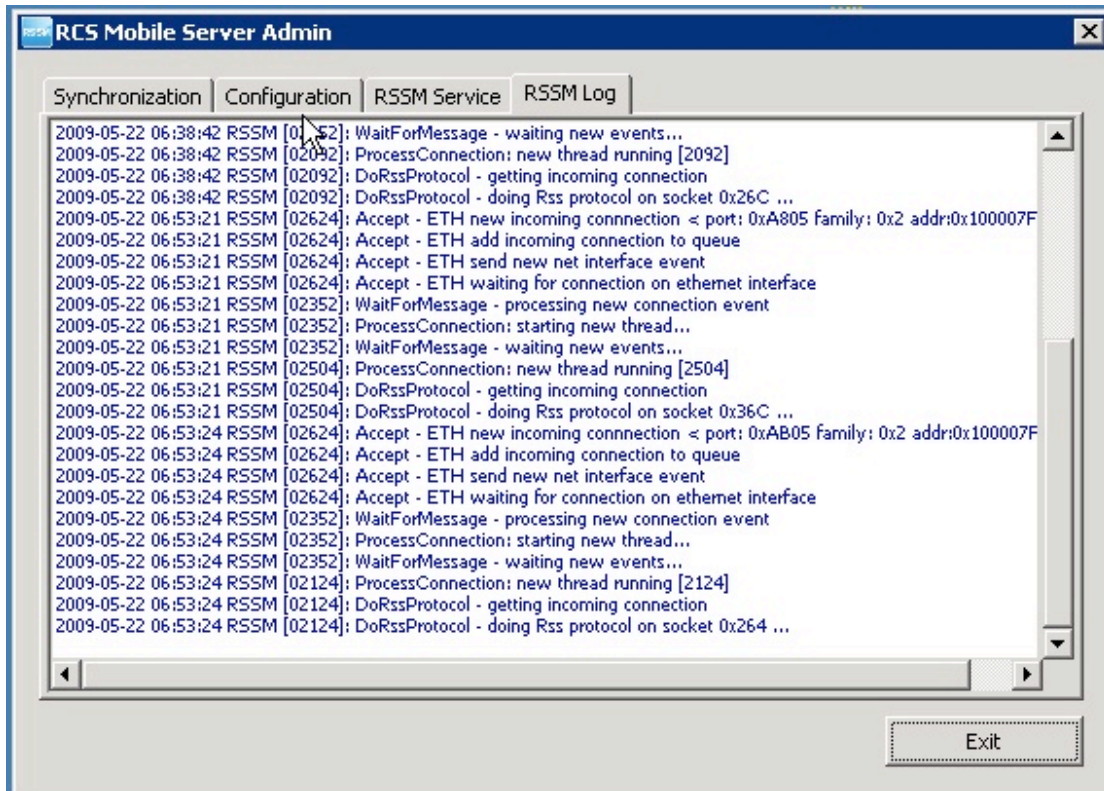 RSSM RCS Mobile Server Admin
Synchronization Configuration RSSM Service RSSM Log
2009-05-22 06:38:42 RSSM [02352]: WaitForMessage - waiting new events...
2009-05-22 06:38:42 RSSM [02092]: ProcessConnection: new thread running [2092]
2009-05-22 06:38:42 RSSM [02092]: DoRssProtocol - getting incoming connection
2009-05-22 06:38:42 RSSM [02092]: DoRssProtocol - doing Rss protocol on socket 0x26C ...
2009-05-22 06:53:21 RSSM [02624]: Accept - ETH new incoming connnection < port: 0xA805 family: 0x2 addr:0x100007F
2009-05-22 06:53:21 RSSM [02624]: Accept - ETH add incoming connection to queue
2009-05-22 06:53:21 RSSM [02624]: Accept - ETH send new net interface event
2009-05-22 06:53:21 RSSM [02624]: Accept - ETH waiting for connection on ethernet interface
2009-05-22 06:53:21 RSSM [02352]: WaitForMessage - processing new connection event
2009-05-22 06:53:21 RSSM [02352]: ProcessConnection: starting new thread...
2009-05-22 06:53:21 RSSM [02352]: WaitForMessage - waiting new events...
2009-05-22 06:53:21 RSSM [02504]: ProcessConnection: new thread running [2504]
2009-05-22 06:53:21 RSSM [02504]: DoRssProtocol - getting incoming connection
2009-05-22 06:53:21 RSSM [02504]: DoRssProtocol - doing Rss protocol on socket 0x36C ...
2009-05-22 06:53:24 RSSM [02624]: Accept - ETH new incoming connnection < port: 0xAB05 family: 0x2 addr:0x100007F
2009-05-22 06:53:24 RSSM [02624]: Accept - ETH add incoming connection to queue
2009-05-22 06:53:24 RSSM [02624]: Accept - ETH send new net interface event
2009-05-22 06:53:24 RSSM [02624]: Accept - ETH waiting for connection on ethernet interface
2009-05-22 06:53:24 RSSM [02352]: WaitForMessage - processing new connection event
2009-05-22 06:53:24 RSSM [02352]: ProcessConnection: starting new thread...
2009-05-22 06:53:24 RSSM [02352]: WaitForMessage - waiting new events...
2009-05-22 06:53:24 RSSM [02124]: ProcessConnection: new thread running [2124]
2009-05-22 06:53:24 RSSM [02124]: DoRssProtocol - getting incoming connection
2009-05-22 06:53:24 RSSM [02124]: DoRssProtocol - doing Rss protocol on socket 0x264 ...
Exit